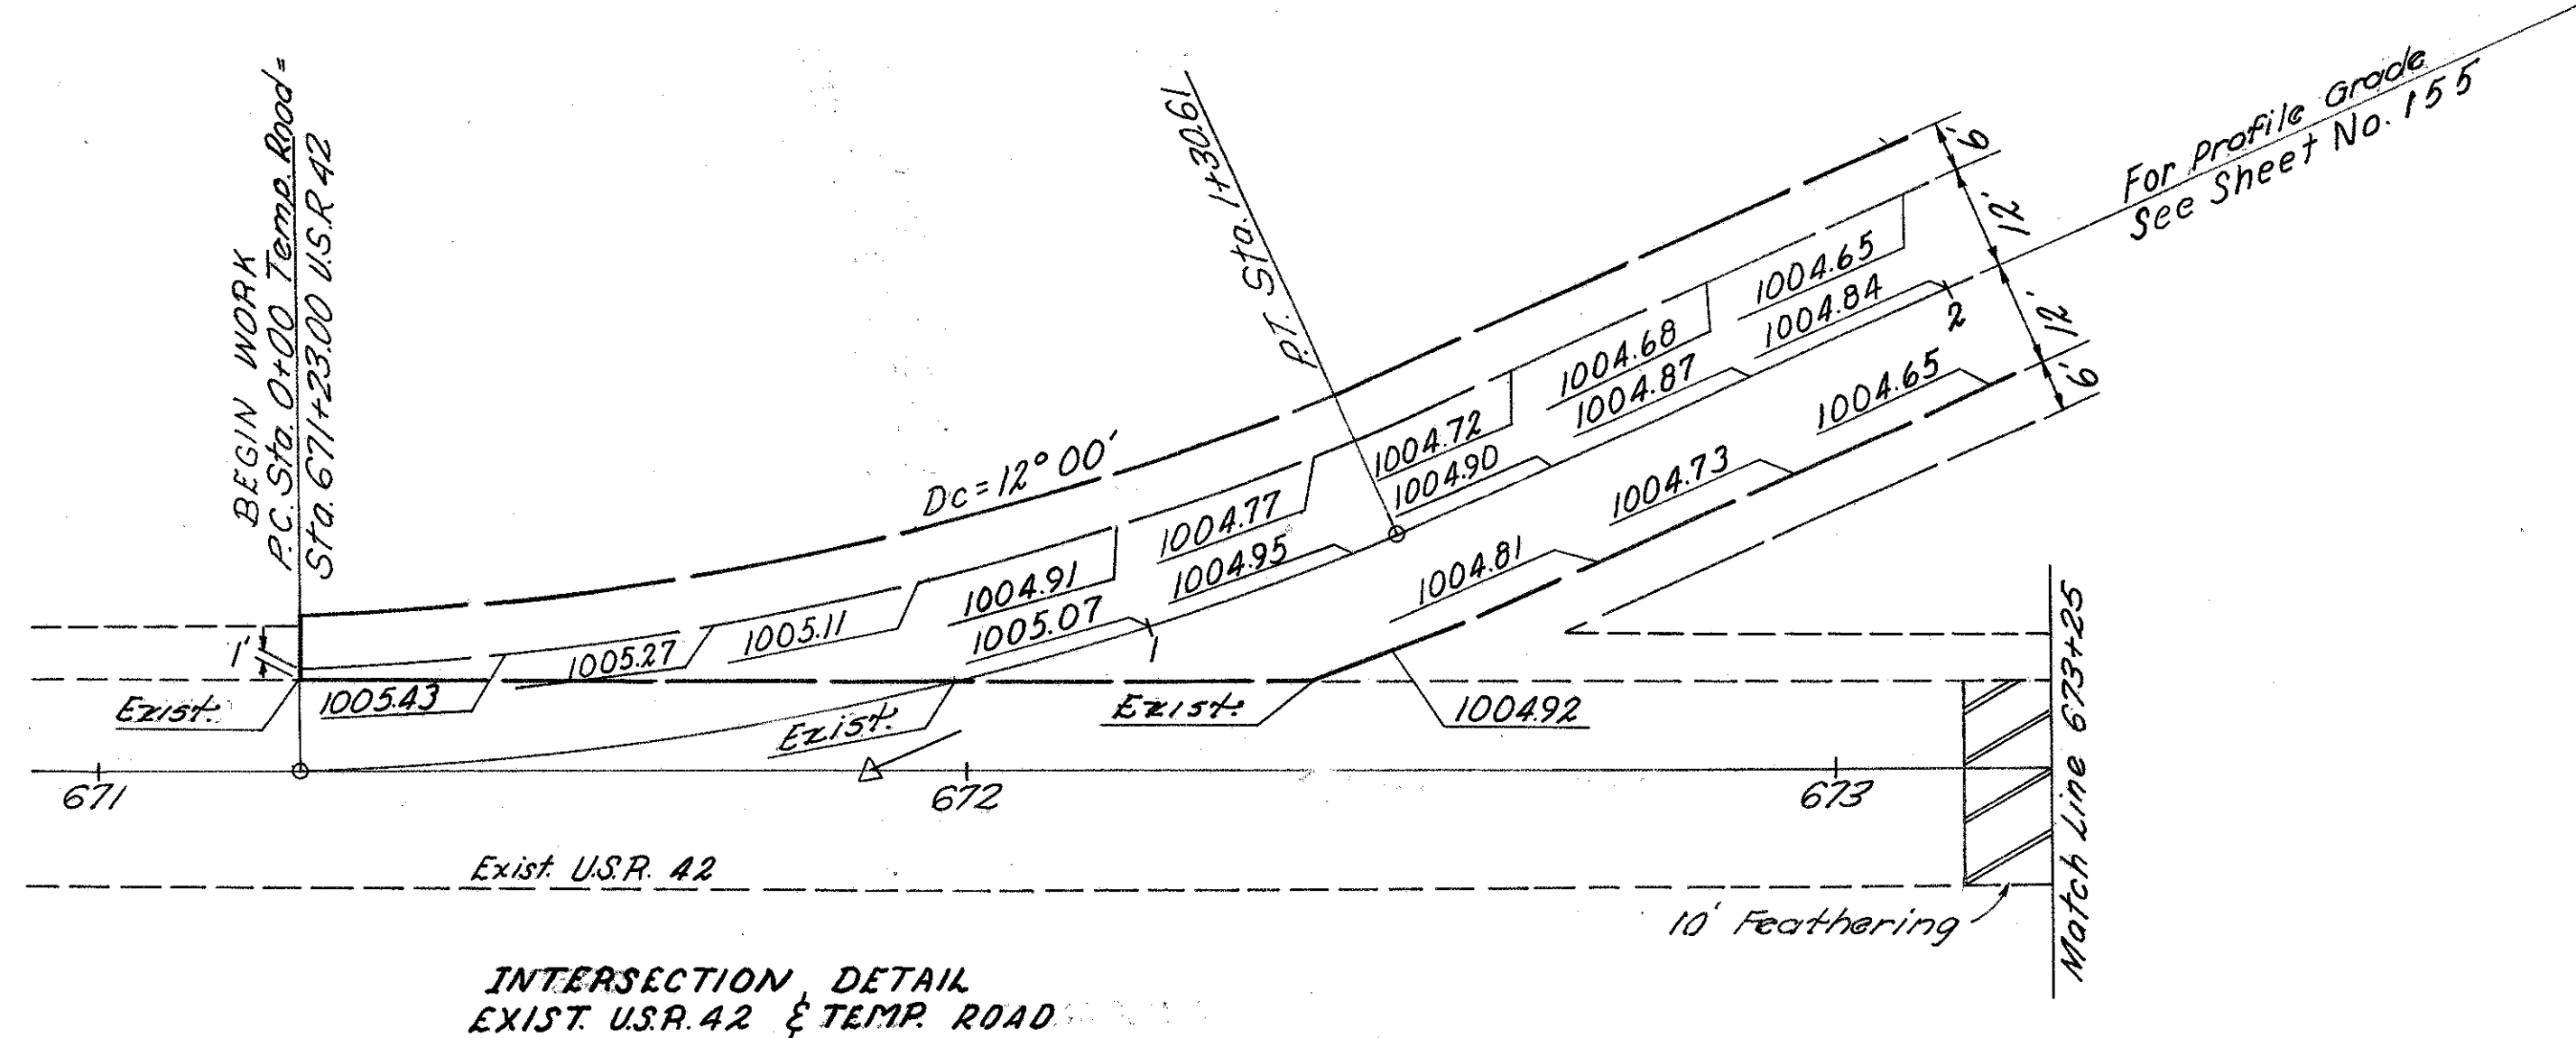 BEGIN WORK
P.C. Sta. 0+00 Temp. Road =
Sta. 671+23.00 U.S.R 42
P.T. Sta. 1+30.61
Dc = 12° 00'
For Profile Grade
See Sheet No. 155
6'
12'
12'
6'
1004.65
1004.84
2
1004.65
1004.68
1004.87
1004.73
1004.72
1004.90
1004.81
1004.77
1004.95
1004.91
1005.07
1
1005.11
1005.27
1005.43
1'
Exist.
Exist.
Exist.
1004.92
671
672
673
Match Line 673+25
Exist. U.S.R. 42
10' Feathering
INTERSECTION DETAIL
EXIST. U.S.R. 42 & TEMP. ROAD